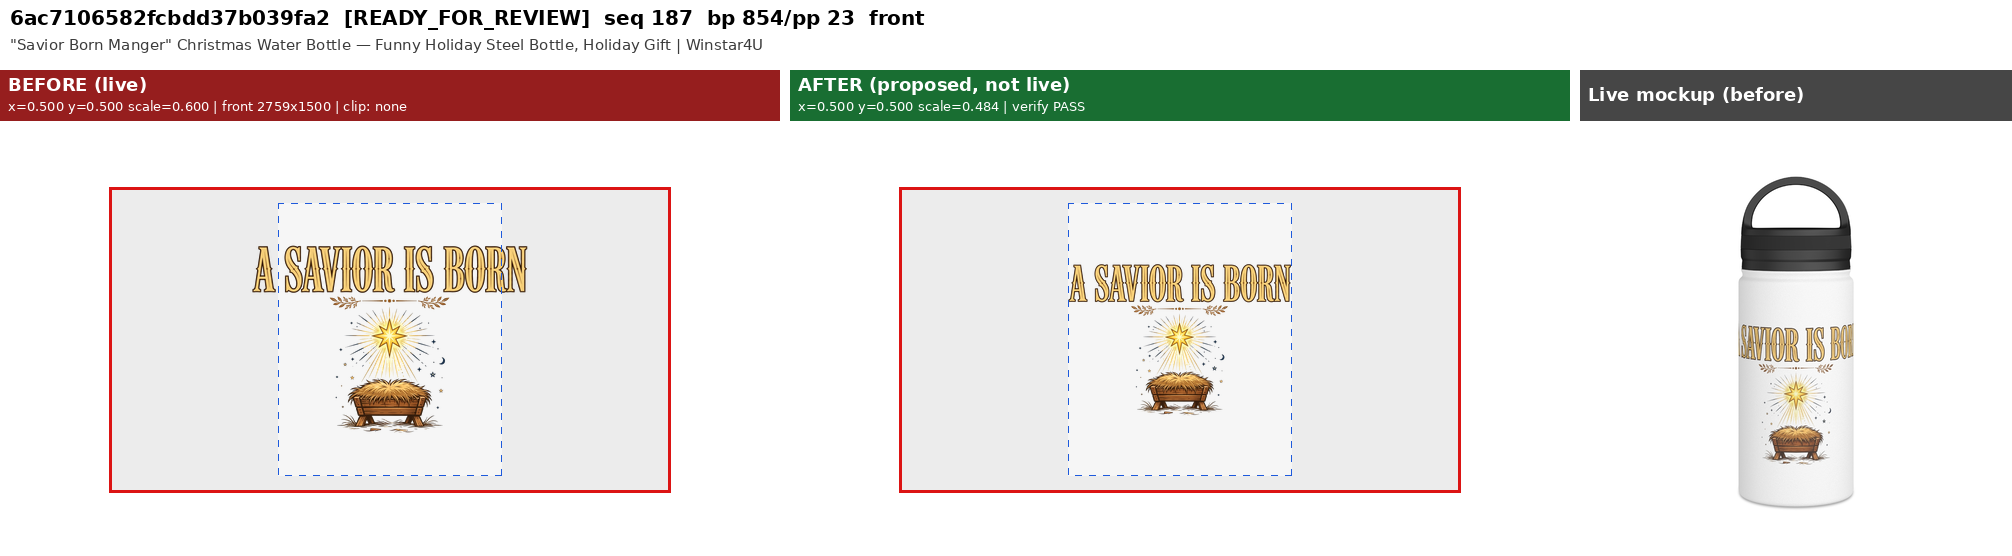 6ac7106582fcbdd37b039fa2 [READY_FOR_REVIEW] seq 187 bp 854/pp 23 front
"Savior Born Manger" Christmas Water Bottle — Funny Holiday Steel Bottle, Holiday Gift | Winstar4U
BEFORE (live)
x=0.500 y=0.500 scale=0.600 | front 2759x1500 | clip: none
A SAVIOR IS BORN
AFTER (proposed, not live)
x=0.500 y=0.500 scale=0.484 | verify PASS
A SAVIOR IS BORN
Live mockup (before)
SAVIOR IS BOR